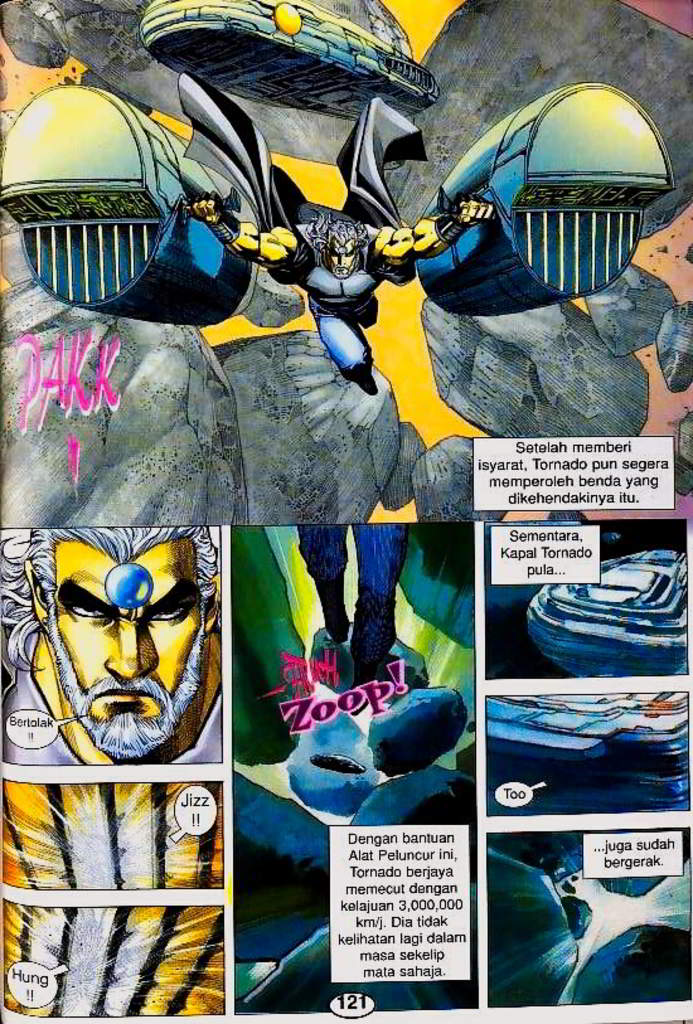 PAKK
!
Setelah memberi
isyarat, Tornado pun segera
memperoleh benda yang
dikehendakinya itu.
Bertolak
!!
Jizz
!!
Hung
!!
Zoop!
Dengan bantuan
Alat Peluncur ini,
Tornado berjaya
memecut dengan
kelajuan 3,000,000
km/j. Dia tidak
kelihatan lagi dalam
masa sekelip
mata sahaja.
Sementara,
Kapal Tornado
pula...
Too
...juga sudah
bergerak.
121